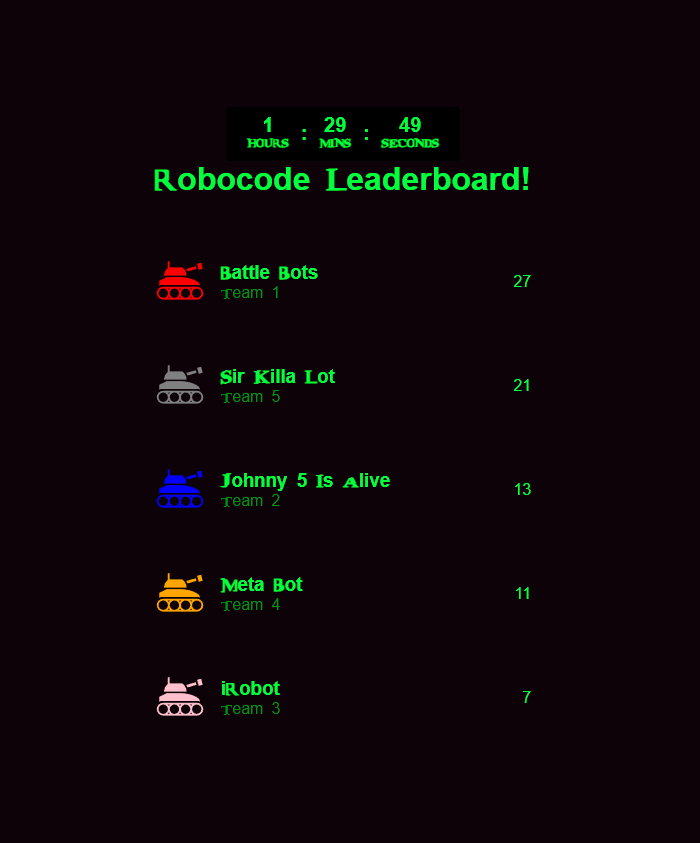 1 : 29 : 49
HOURS MINS SECONDS
Robocode Leaderboard!
Battle Bots
Team 1
27
Sir Killa Lot
Team 5
21
Johnny 5 Is Alive
Team 2
13
Meta Bot
Team 4
11
iRobot
Team 3
7